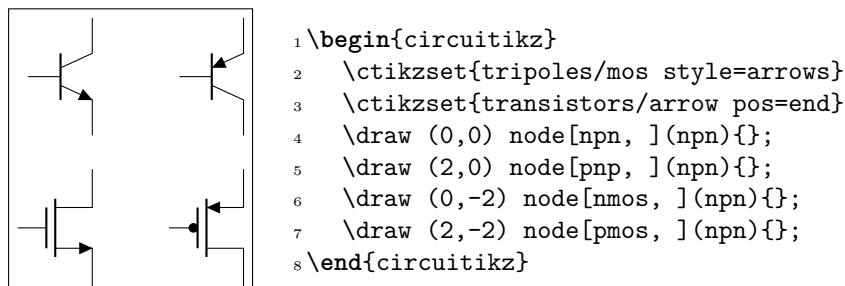 1 \begin{circuitikz}
2 \ctikzset{tripoles/mos style=arrows}
3 \ctikzset{transistors/arrow pos=end}
4 \draw (0,0) node[npn, ](npn){};
5 \draw (2,0) node[pnp, ](npn){};
6 \draw (0,-2) node[nmos, ](npn){};
7 \draw (2,-2) node[pmos, ](npn){};
8 \end{circuitikz}